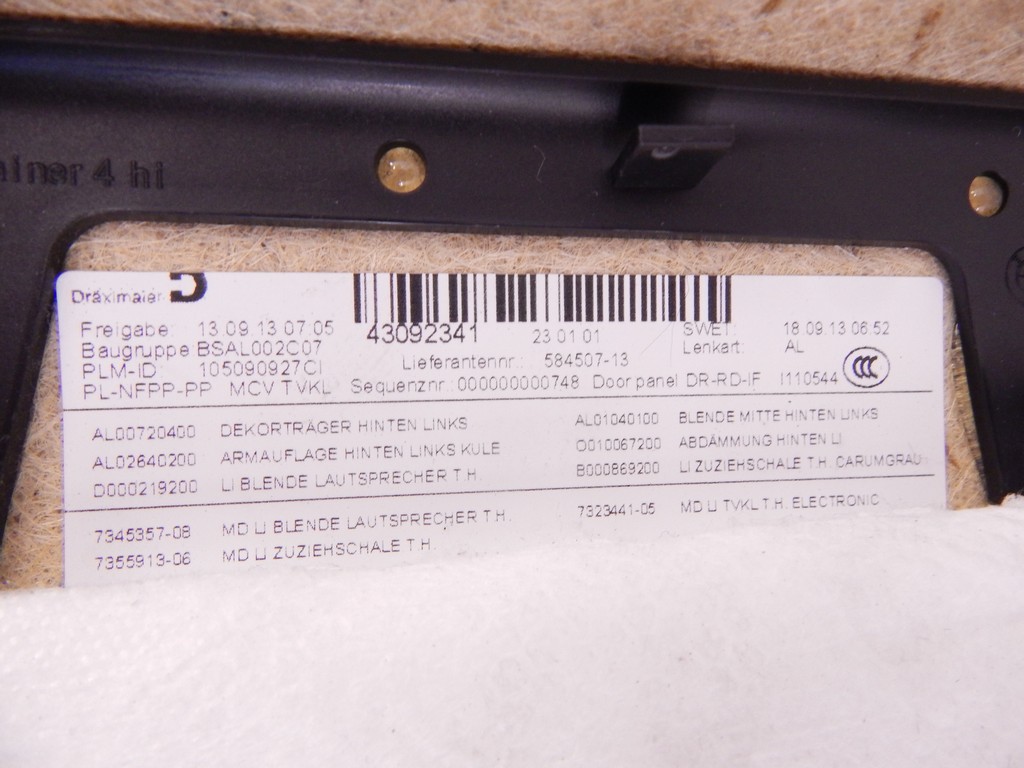 ainer 4 hl
Dräxlmaier
Freigabe: 13.09.13 07:05 43092341 23 01 01 SWET: 18.09.13 06:52
Baugruppe BSAL002C07 Lieferantennr.: 584507-13 Lenkart: AL
PLM-ID: 105090927CI
PL-NFPP-PP MCV TVKL Sequenznr.:000000000748 Doorpanel DR-RD-IF I110544 CCC
AL00720400 DEKORTRÄGER HINTEN LINKS AL01040100 BLENDE MITTE HINTEN LINKS
AL02640200 ARMAUFLAGE HINTEN LINKS KULE O010067200 ABDÄMMUNG HINTEN LI
D000219200 LI BLENDE LAUTSPRECHER T.H. B000869200 LI ZUZIEHSCHALE T.H. CARUMGRAU
7345357-08 MD LI BLENDE LAUTSPRECHER T.H. 7323441-05 MD LI TVKL T.H. ELECTRONIC
7355913-06 MD LI ZUZIEHSCHALE T.H.